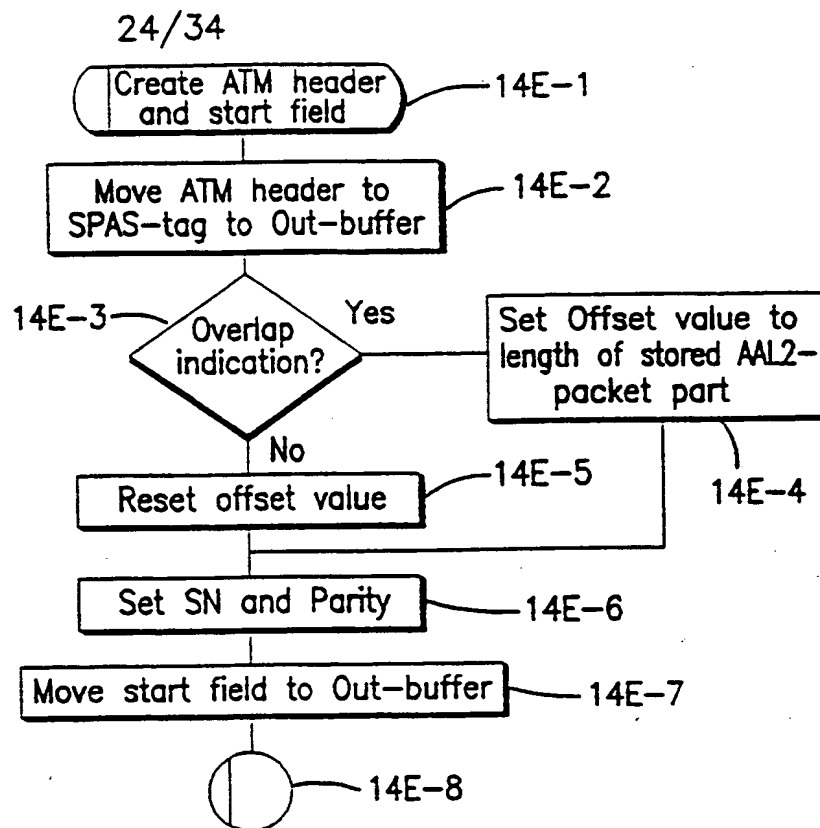 24/34
Create ATM header
and start field
14E-1
Move ATM header to
SPAS-tag to Out-buffer
14E-2
14E-3
Overlap
indication?
Yes
Set Offset value to
length of stored AAL2-
packet part
14E-4
No
Reset offset value
14E-5
Set SN and Parity
14E-6
Move start field to Out-buffer
14E-7
14E-8